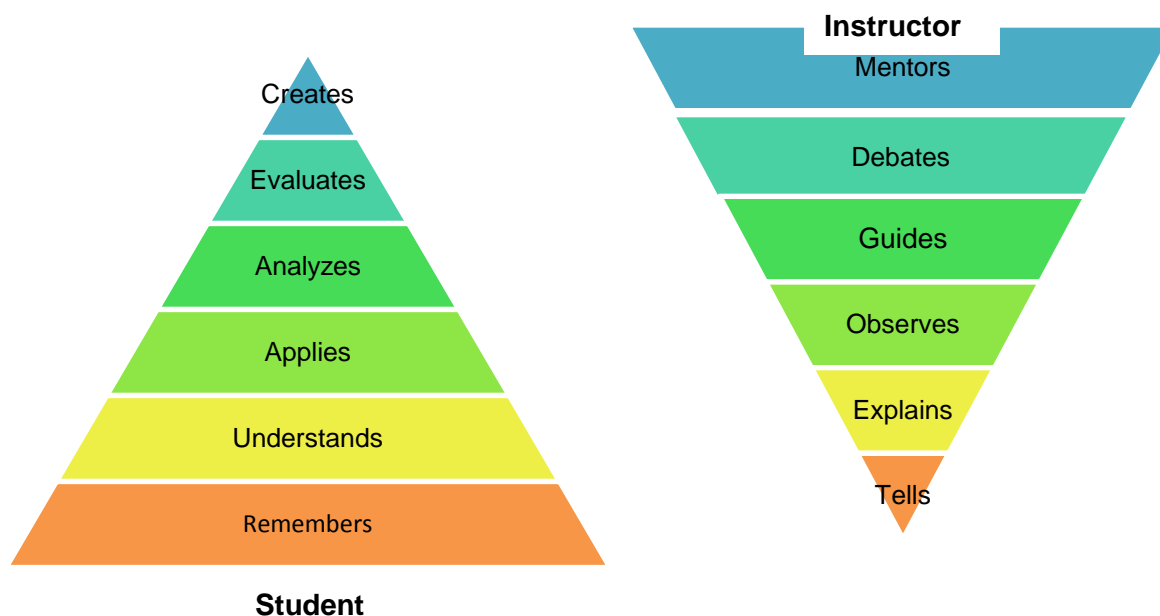 Creates
Evaluates
Analyzes
Applies
Understands
Remembers
Student
Instructor
Mentors
Debates
Guides
Observes
Explains
Tells